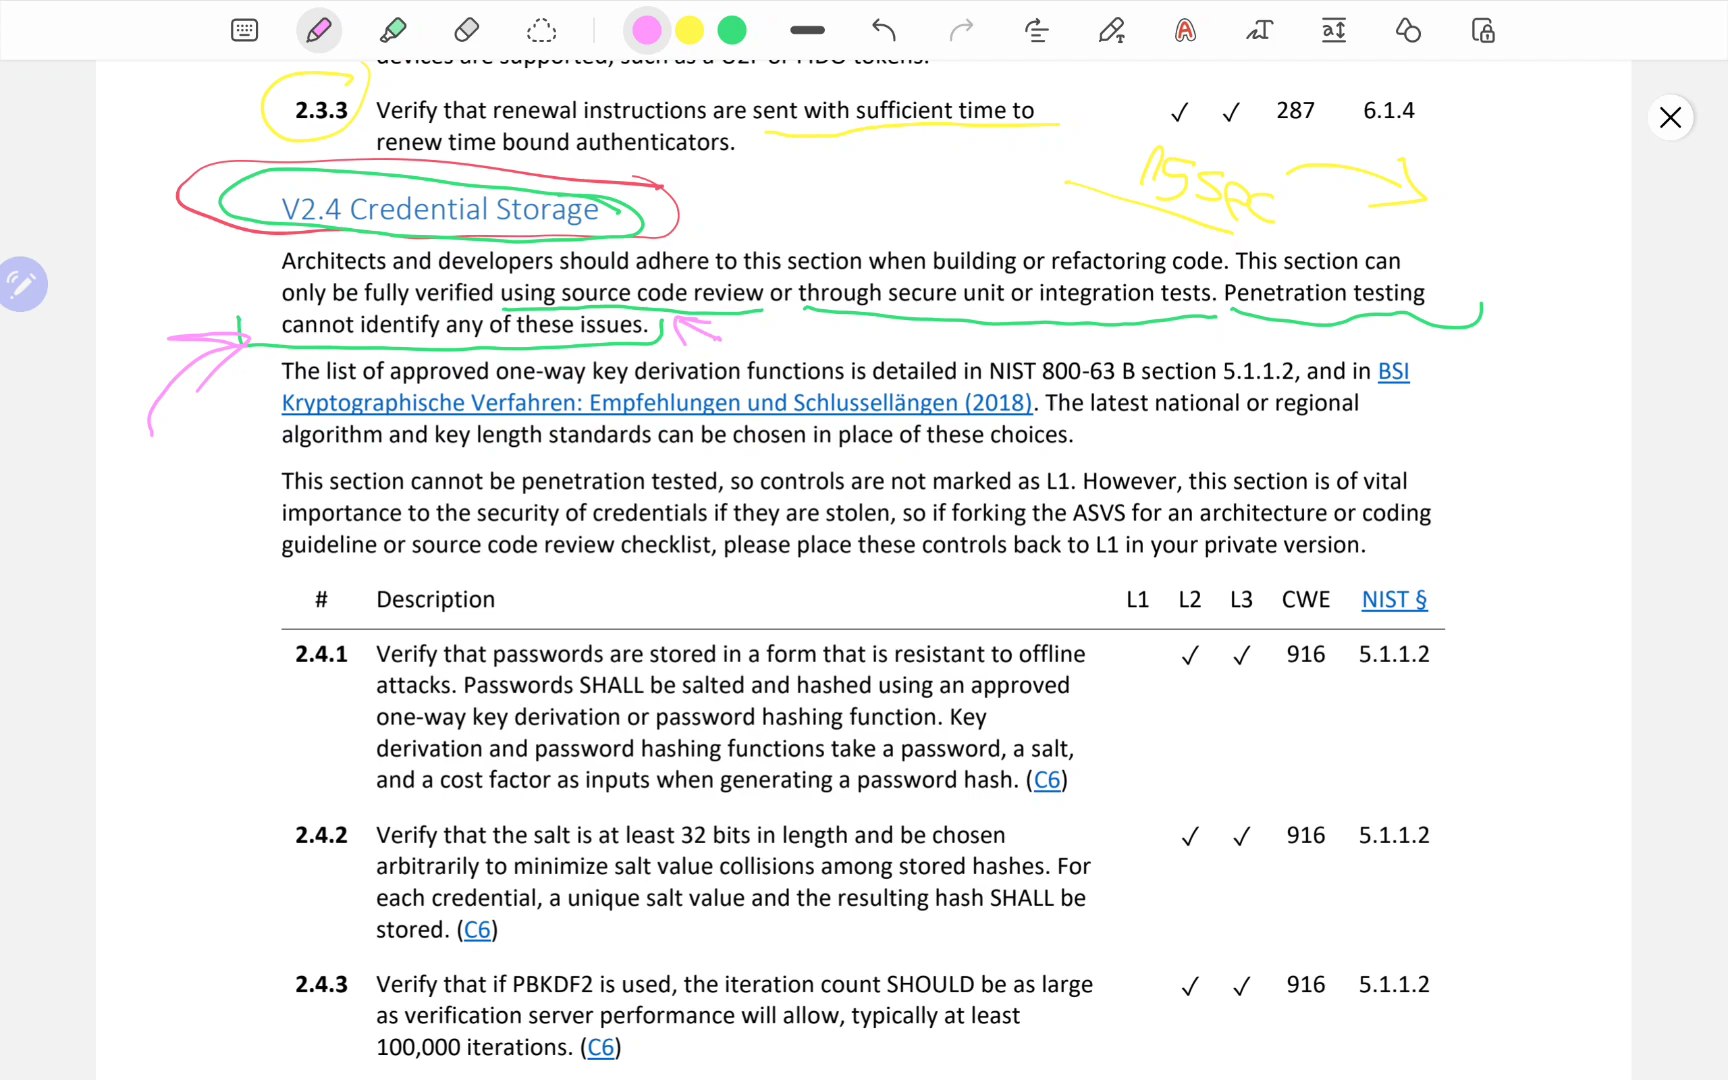 2.3.3 Verify that renewal instructions are sent with sufficient time to ✓ ✓ 287 6.1.4
renew time bound authenticators.
V2.4 Credential Storage
Architects and developers should adhere to this section when building or refactoring code. This section can
only be fully verified using source code review or through secure unit or integration tests. Penetration testing
cannot identify any of these issues.
The list of approved one-way key derivation functions is detailed in NIST 800-63 B section 5.1.1.2, and in BSI
Kryptographische Verfahren: Empfehlungen und Schlussellängen (2018). The latest national or regional
algorithm and key length standards can be chosen in place of these choices.
This section cannot be penetration tested, so controls are not marked as L1. However, this section is of vital
importance to the security of credentials if they are stolen, so if forking the ASVS for an architecture or coding
guideline or source code review checklist, please place these controls back to L1 in your private version.
# Description L1 L2 L3 CWE NIST §
2.4.1 Verify that passwords are stored in a form that is resistant to offline ✓ ✓ 916 5.1.1.2
attacks. Passwords SHALL be salted and hashed using an approved
one-way key derivation or password hashing function. Key
derivation and password hashing functions take a password, a salt,
and a cost factor as inputs when generating a password hash. (C6)
2.4.2 Verify that the salt is at least 32 bits in length and be chosen ✓ ✓ 916 5.1.1.2
arbitrarily to minimize salt value collisions among stored hashes. For
each credential, a unique salt value and the resulting hash SHALL be
stored. (C6)
2.4.3 Verify that if PBKDF2 is used, the iteration count SHOULD be as large ✓ ✓ 916 5.1.1.2
as verification server performance will allow, typically at least
100,000 iterations. (C6)